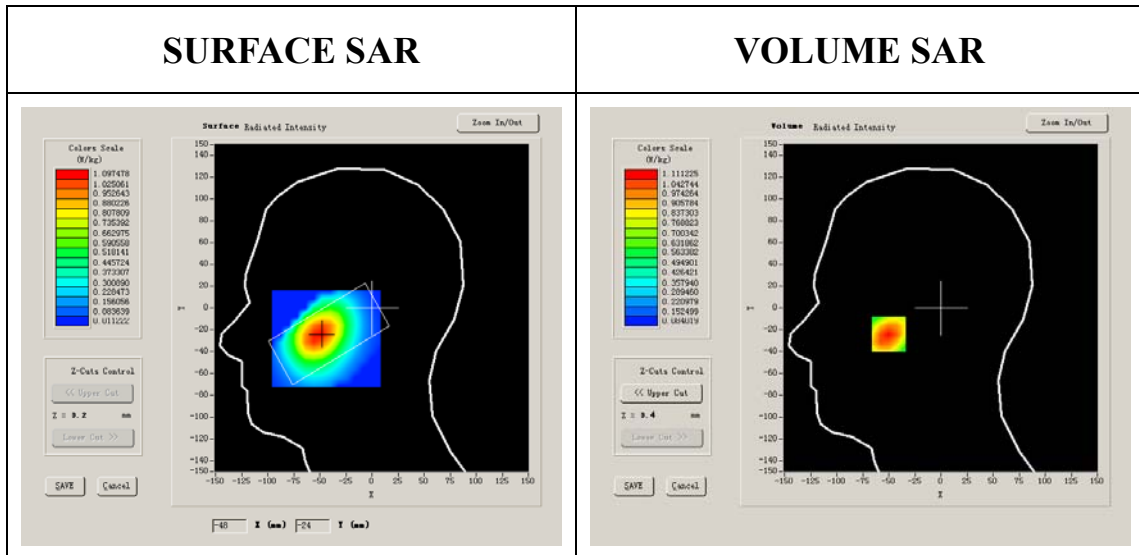 SURFACE SAR
Surface Radiated Intensity
Zoom In/Out
Colors Scale
(W/kg)
1.097478
1.025061
0.952643
0.880226
0.807809
0.735392
0.662975
0.590558
0.518141
0.445724
0.373307
0.300890
0.228473
0.156056
0.083639
0.011222
Z-Cuts Control
<< Upper Cut
Z =
mm
Lower Cut >>
SAVE Cancel
150
140
120
100
80
60
40
20
0
-20
-40
-60
-80
-100
-120
-140
-150
Y
-150 -125 -100 -75 -50 -25 0 25 50 75 100 125 150
X
-48 X (mm) -24 Y (mm)
VOLUME SAR
Volume Radiated Intensity
Zoom In/Out
Colors Scale
(W/kg)
1.111225
1.042744
0.974264
0.905784
0.837303
0.768823
0.700342
0.631862
0.563382
0.494901
0.426421
0.357940
0.289460
0.220979
0.152499
0.084019
Z-Cuts Control
<< Upper Cut
Z =
mm
Lower Cut >>
SAVE Cancel
150
140
120
100
80
60
40
20
0
-20
-40
-60
-80
-100
-120
-140
-150
Y
-150 -125 -100 -75 -50 -25 0 25 50 75 100 125 150
X